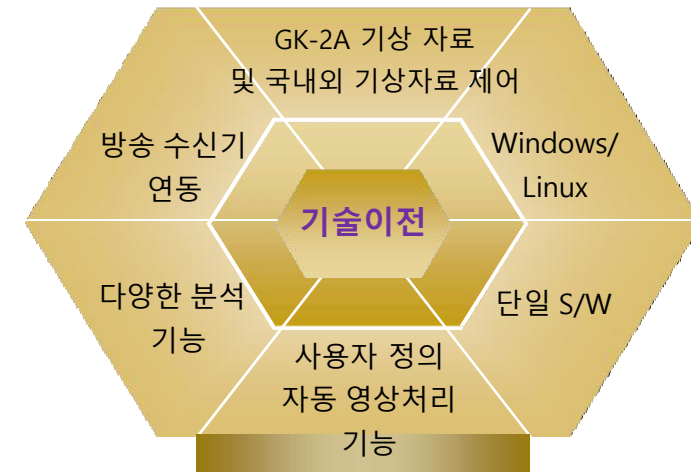 GK-2A 기상 자료
및 국내외 기상자료 제어
방송 수신기
연동
Windows/
Linux
기술이전
다양한 분석
기능
단일 S/W
사용자 정의
자동 영상처리
기능